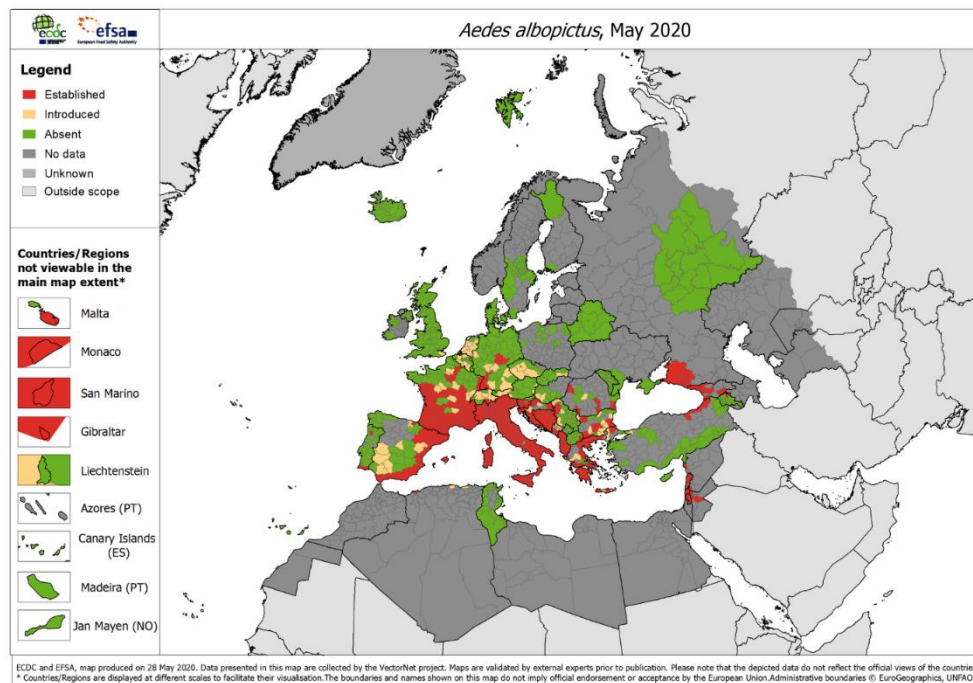 ecdc
efsa
European Food Safety Authority
Aedes albopictus, May 2020
Legend
Established
Introduced
Absent
No data
Unknown
Outside scope
Countries/Regions
not viewable in the
main map extent*
Malta
Monaco
San Marino
Gibraltar
Liechtenstein
Azores (PT)
Canary Islands
(ES)
Madeira (PT)
Jan Mayen (NO)
ECDC and EFSA, map produced on 28 May 2020. Data presented in this map are collected by the VectorNet project. Maps are validated by external experts prior to publication. Please note that the depicted data do not reflect the official views of the countrie
* Countries/Regions are displayed at different scales to facilitate their visualisation.The boundaries and names shown on this map do not imply official endorsement or acceptance by the European Union.Administrative boundaries © EuroGeographics, UNFAO